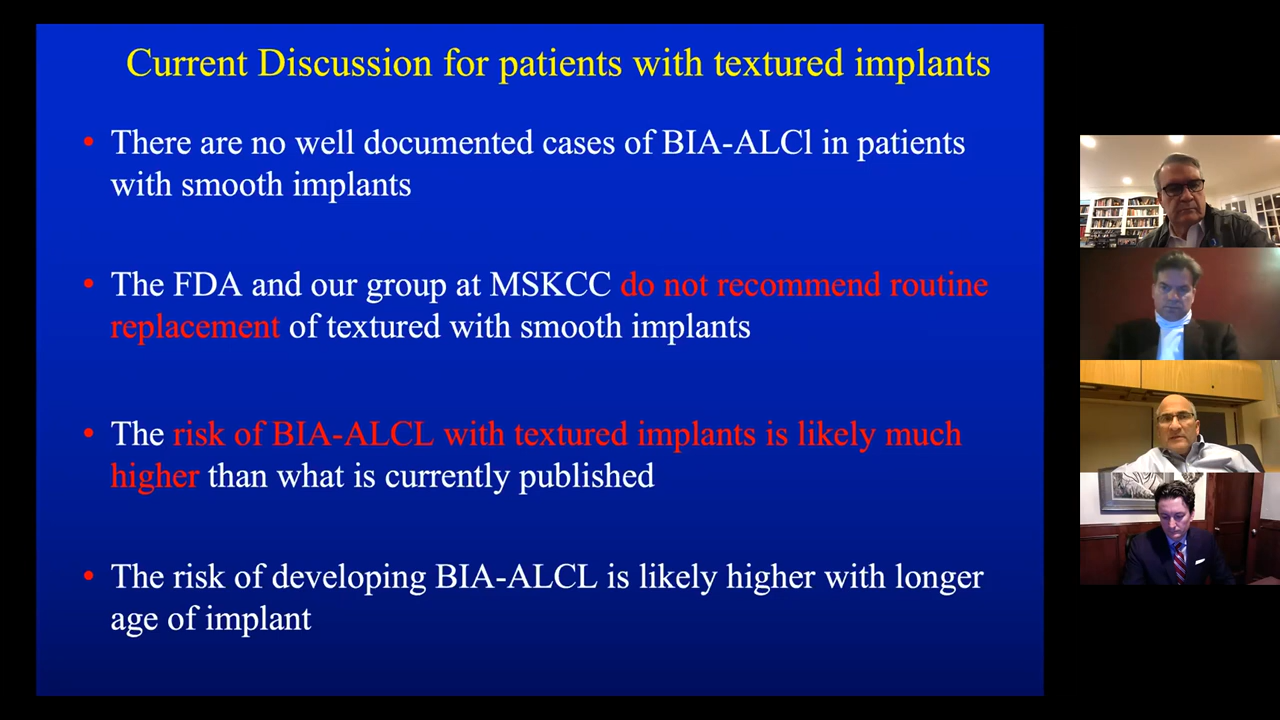 Current Discussion for patients with textured implants
• There are no well documented cases of BIA-ALCl in patients
with smooth implants
• The FDA and our group at MSKCC do not recommend routine
replacement of textured with smooth implants
• The risk of BIA-ALCL with textured implants is likely much
higher than what is currently published
• The risk of developing BIA-ALCL is likely higher with longer
age of implant